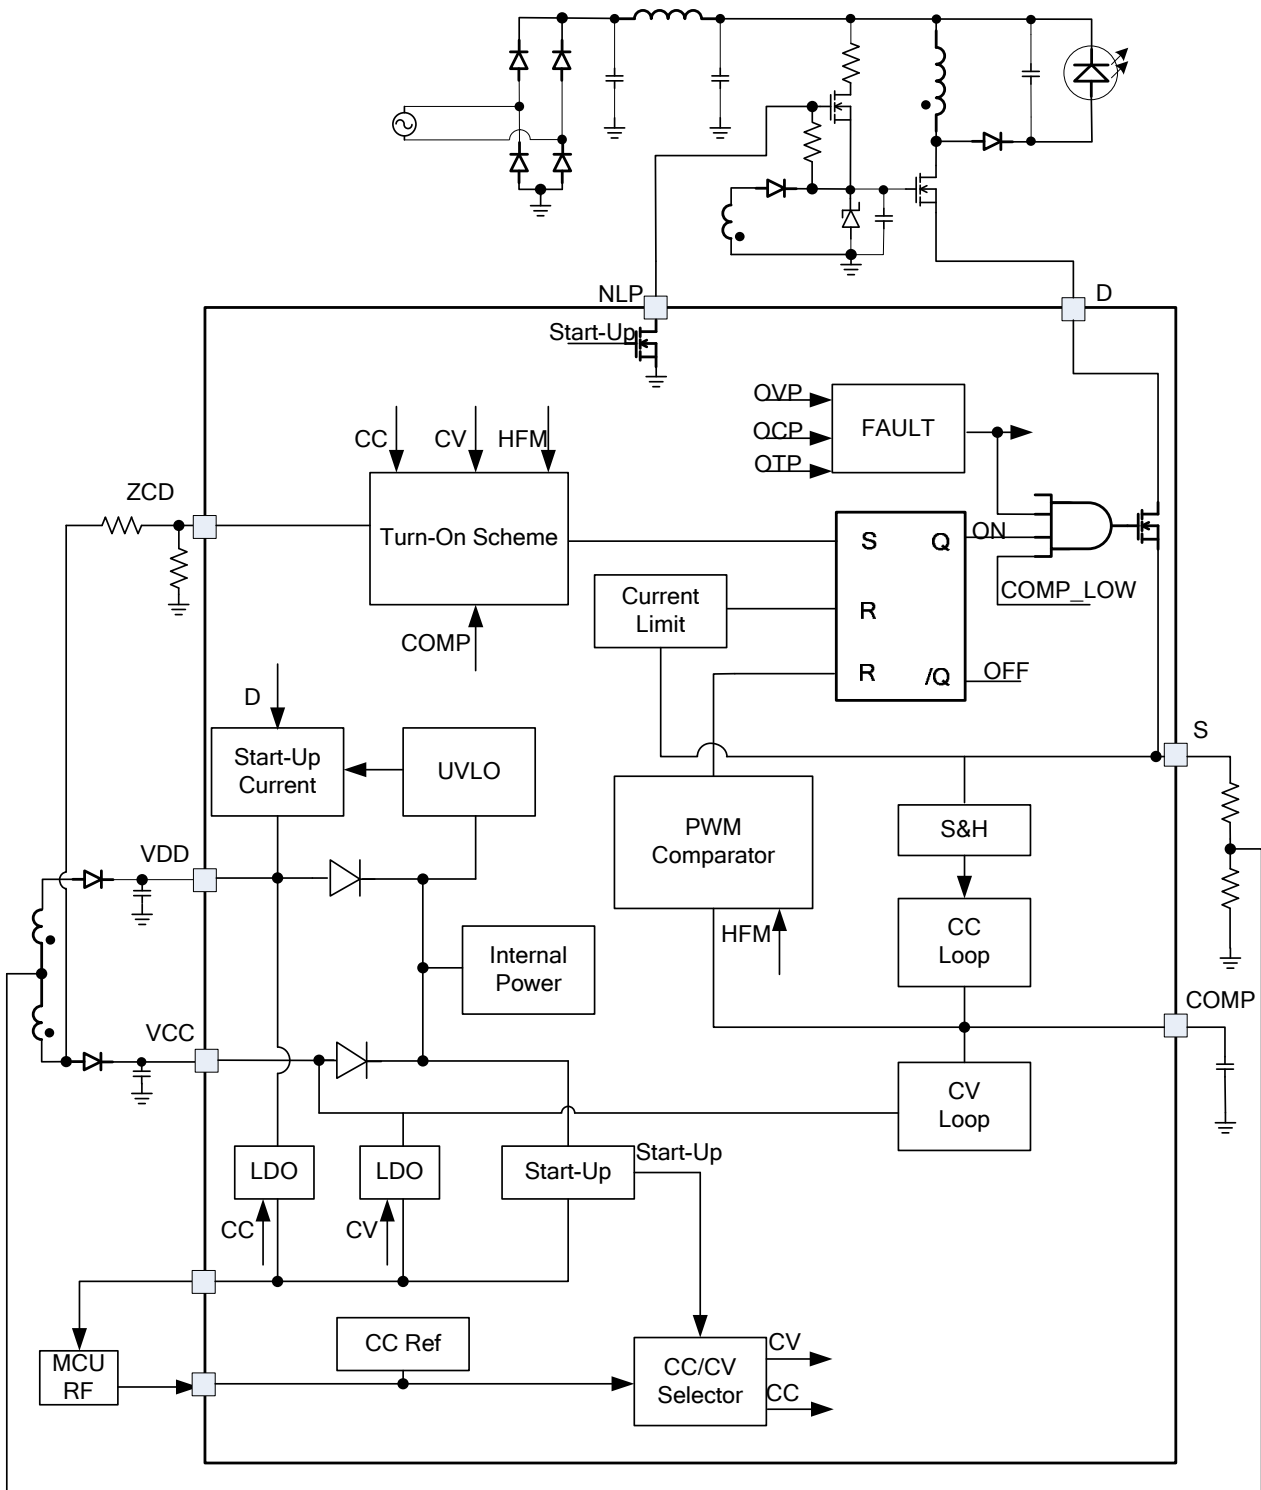 NLP
D
Start-Up
OVP
OCP
OTP
FAULT
CC
CV
HFM
ZCD
Turn-On Scheme
S
Q
ON
COMP_LOW
Current
Limit
R
COMP
R
/Q
OFF
D
S
Start-Up
Current
UVLO
PWM
Comparator
S&H
VDD
HFM
CC
Loop
Internal
Power
COMP
VCC
CV
Loop
LDO
LDO
Start-Up
Start-Up
CC
CV
MCU
RF
CC Ref
CC/CV
Selector
CV
CC